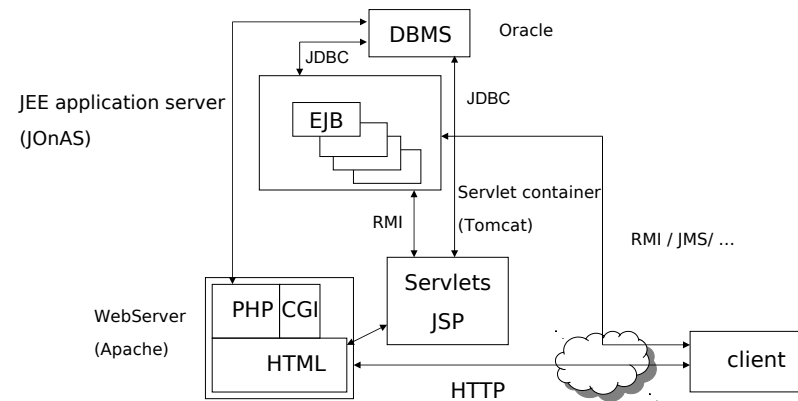 DBMS
Oracle
JDBC
JEE application server
(JOnAS)
JDBC
EJB
Servlet container
(Tomcat)
RMI
RMI / JMS/ …
Servlets
JSP
WebServer
(Apache)
PHP
CGI
HTML
HTTP
client